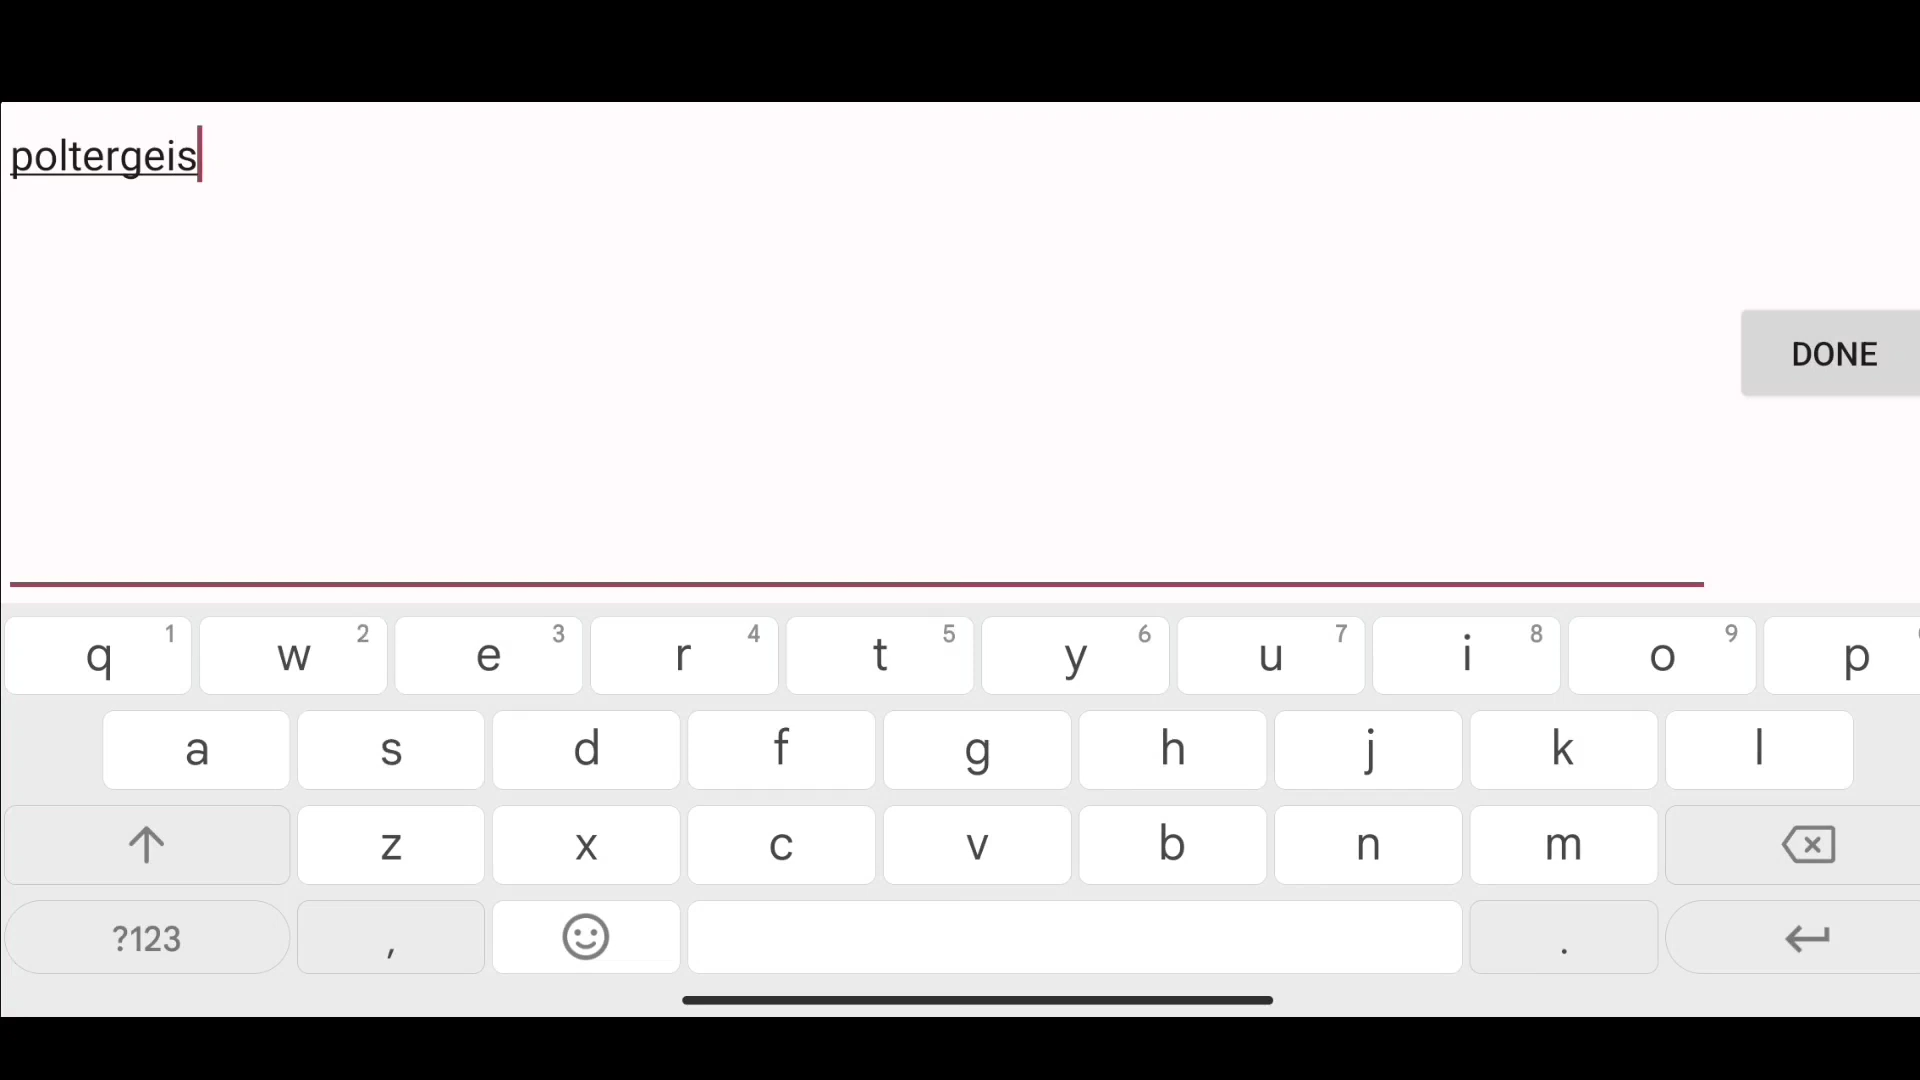 poltergeis
DONE
q 1 w 2 e 3 r 4 t 5 y 6 u 7 i 8 o 9 p
a s d f g h j k l
z x c v b n m
?123 , .